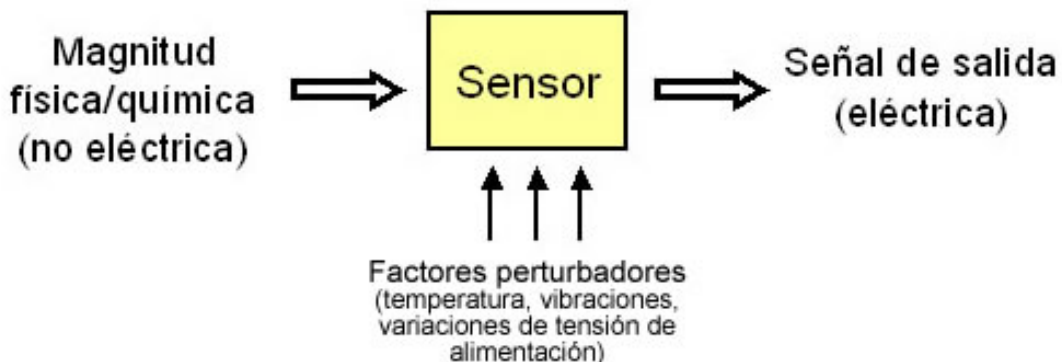 Magnitud
física/química
(no eléctrica)
Sensor
Señal de salida
(eléctrica)
Factores perturbadores
(temperatura, vibraciones,
variaciones de tensión de
alimentación)